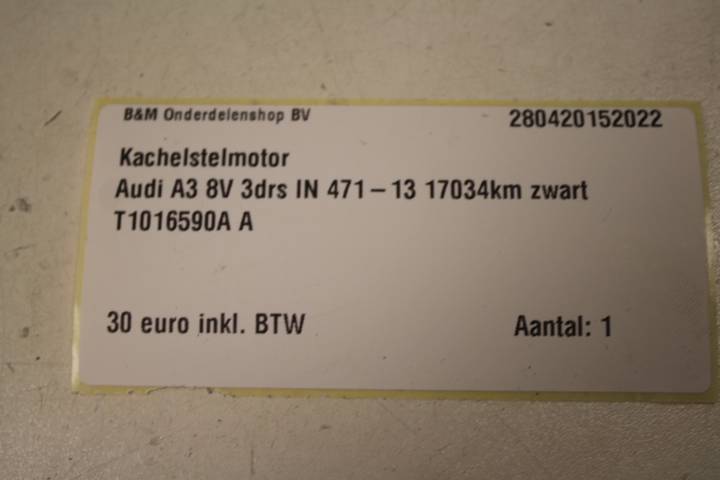 B&M Onderdelenshop BV 280420152022
Kachelstelmotor
Audi A3 8V 3drs IN 471-13 17034km zwart
T1016590A A
30 euro inkl. BTW Aantal: 1